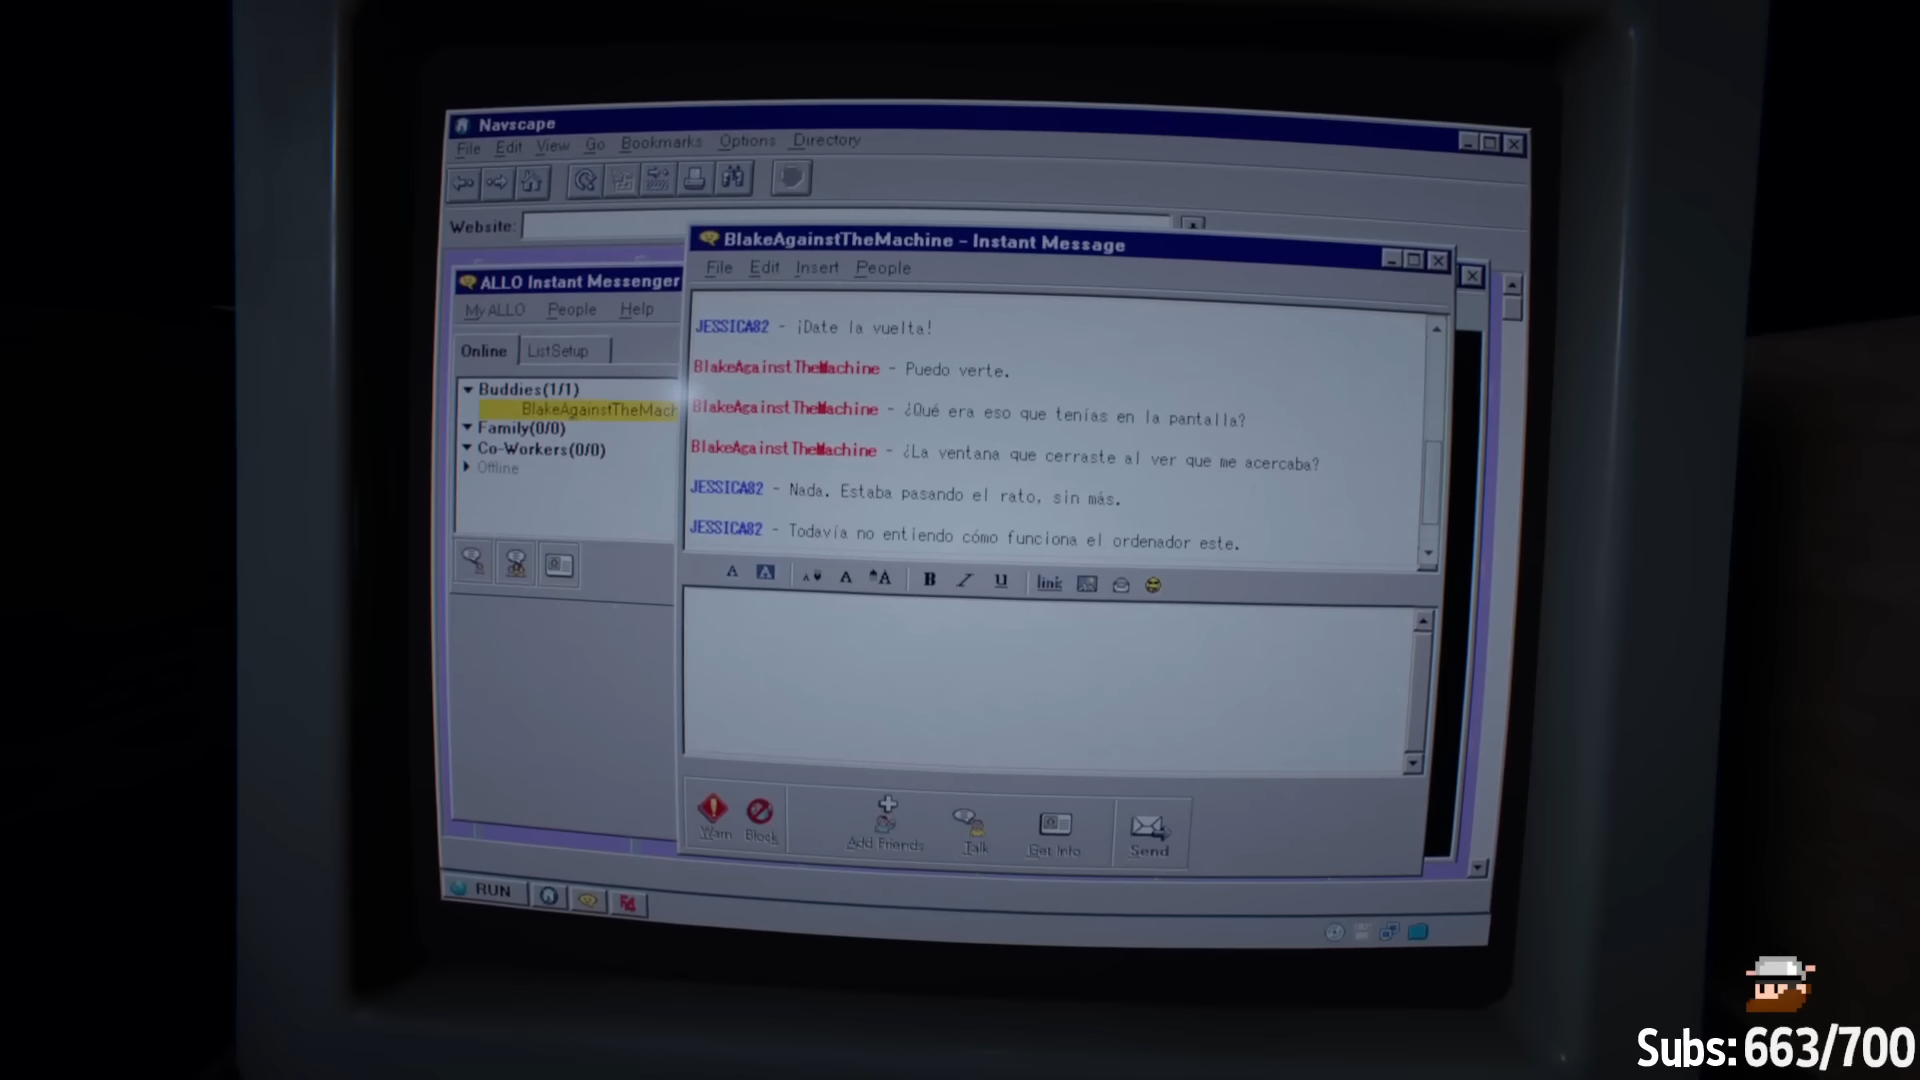 Navscape
File Edit View Go Bookmarks Options Directory
Website:
BlakeAgainstTheMachine - Instant Message
File Edit Insert People
ALLO Instant Messenger
My ALLO People Help
Online List Setup
Buddies(1/1)
BlakeAgainstTheMach
Family(0/0)
Co-Workers(0/0)
Offline
JESSICA82 - ¡Date la vuelta!
BlakeAgainstTheMachine - Puedo verte.
BlakeAgainstTheMachine - ¿Qué era eso que tenías en la pantalla?
BlakeAgainstTheMachine - ¿La ventana que cerraste al ver que me acercaba?
JESSICA82 - Nada. Estaba pasando el rato, sin más.
JESSICA82 - Todavía no entiendo cómo funciona el ordenador este.
A A A A A B I U link
Warn Block Add Friends Talk Get Info Send
RUN
Subs: 663/700